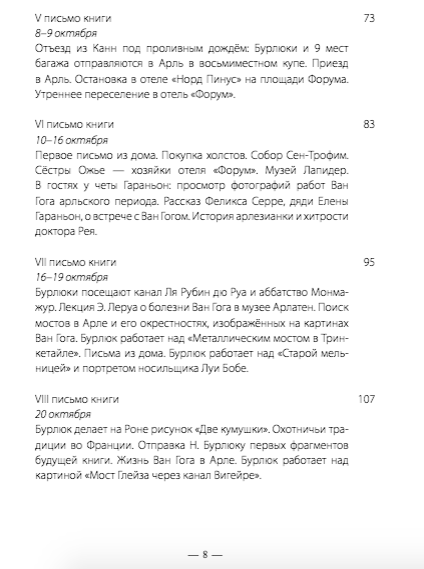 V письмо книги 73
8–9 октября
Отъезд из Канн под проливным дождём: Бурлюки и 9 мест
багажа отправляются в Арль в восьмиместном купе. Приезд
в Арль. Остановка в отеле «Норд Пинус» на площади Форума.
Утреннее переселение в отель «Форум».
VI письмо книги 83
10–16 октября
Первое письмо из дома. Покупка холстов. Собор Сен-Трофим.
Сёстры Ожье — хозяйки отеля «Форум». Музей Лапидер.
В гостях у четы Гараньон: просмотр фотографий работ Ван
Гога арльского периода. Рассказ Феликса Серре, дяди Елены
Гараньон, о встрече с Ван Гогом. История арлезианки и хитрости
доктора Рея.
VII письмо книги 95
16–19 октября
Бурлюки посещают канал Ля Рубин дю Руа и аббатство Монма-
жур. Лекция Э. Леруа о болезни Ван Гога в музее Арлатен. Поиск
мостов в Арле и его окрестностях, изображённых на картинах
Ван Гога. Бурлюк работает над «Металлическим мостом в Трин-
кетайле». Письма из дома. Бурлюк работает над «Старой мель-
ницей» и портретом носильщика Луи Бобе.
VIII письмо книги 107
20 октября
Бурлюк делает на Роне рисунок «Две кумушки». Охотничьи тра-
диции во Франции. Отправка Н. Бурлюку первых фрагментов
будущей книги. Жизнь Ван Гога в Арле. Бурлюк работает над
картиной «Мост Глейза через канал Вигейре».
— 8 —